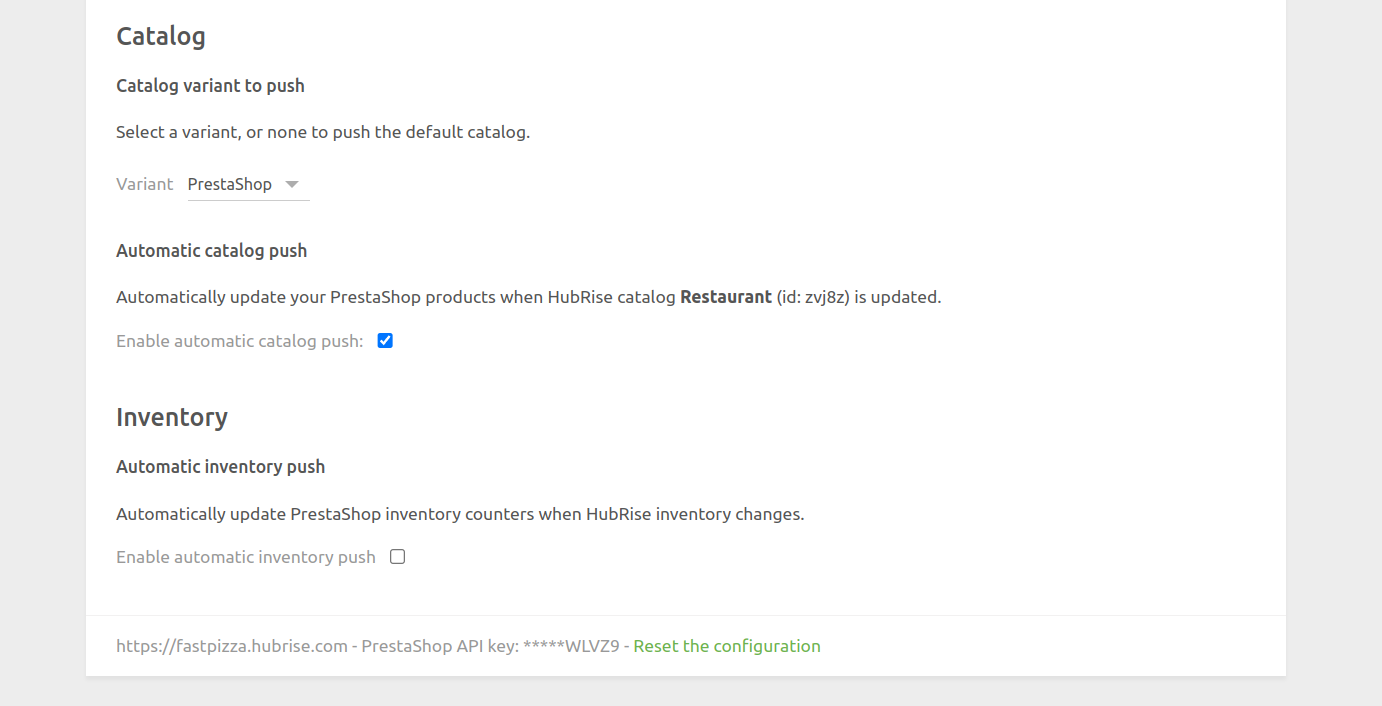 Catalog
Catalog variant to push
Select a variant, or none to push the default catalog.
Variant PrestaShop
Automatic catalog push
Automatically update your PrestaShop products when HubRise catalog Restaurant (id: zvj8z) is updated.
Enable automatic catalog push:
Inventory
Automatic inventory push
Automatically update PrestaShop inventory counters when HubRise inventory changes.
Enable automatic inventory push
https://fastpizza.hubrise.com - PrestaShop API key: *****WLVZ9 - Reset the configuration